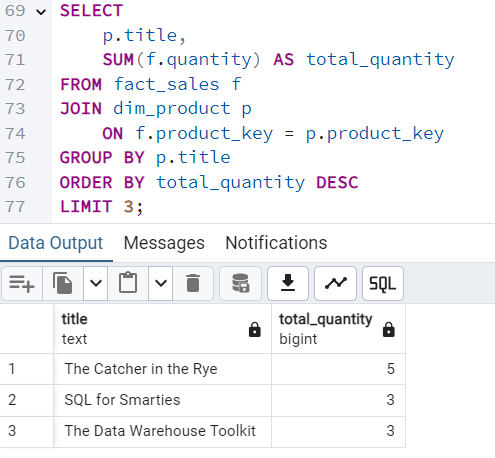 69 SELECT
70 p.title,
71 SUM(f.quantity) AS total_quantity
72 FROM fact_sales f
73 JOIN dim_product p
74 ON f.product_key = p.product_key
75 GROUP BY p.title
76 ORDER BY total_quantity DESC
77 LIMIT 3;
Data Output Messages Notifications
SQL
title total_quantity
text bigint
1 The Catcher in the Rye 5
2 SQL for Smarties 3
3 The Data Warehouse Toolkit 3